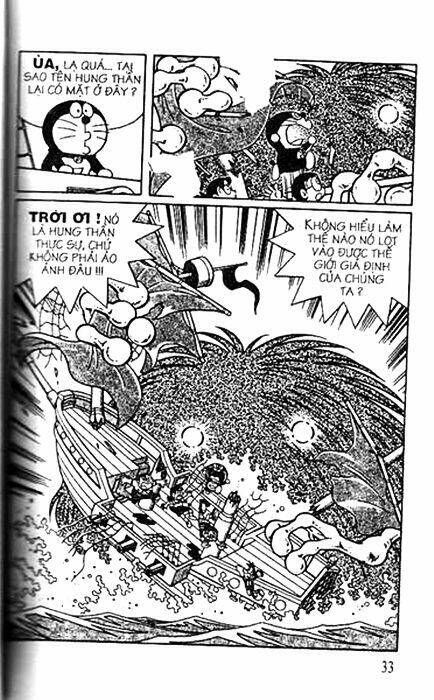 ÙA, LẠ QUÁ... TẠI
SAO TÊN HUNG THẦN
LẠI CÓ MẶT Ở ĐÂY ?
TRỜI ƠI ! NÓ
LÀ HUNG THẦN
THỰC SỰ, CHỨ
KHÔNG PHẢI ẢO
ẢNH ĐÂU !!!
KHÔNG HIỂU LÀM
THẾ NÀO NÓ LỌT
VÀO ĐƯỢC THẾ
GIỚI GIẢ ĐỊNH
CỦA CHÚNG
TA ?
33